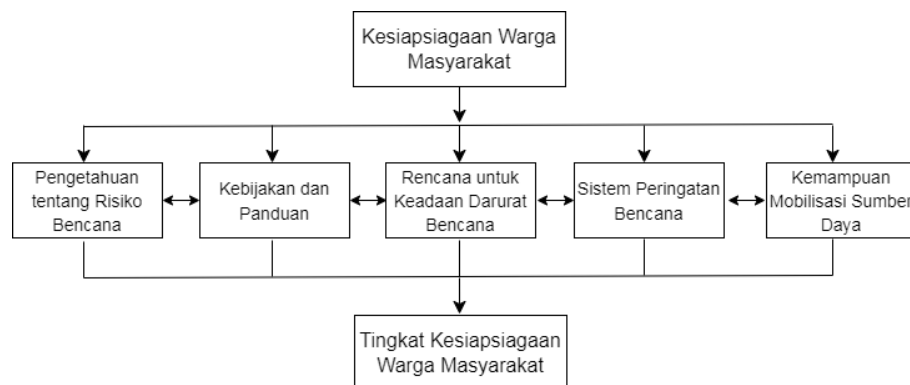 Kesiapsiagaan Warga
Masyarakat
Pengetahuan
tentang Risiko
Bencana
Kebijakan dan
Panduan
Rencana untuk
Keadaan Darurat
Bencana
Sistem Peringatan
Bencana
Kemampuan
Mobilisasi Sumber
Daya
Tingkat Kesiapsiagaan
Warga Masyarakat